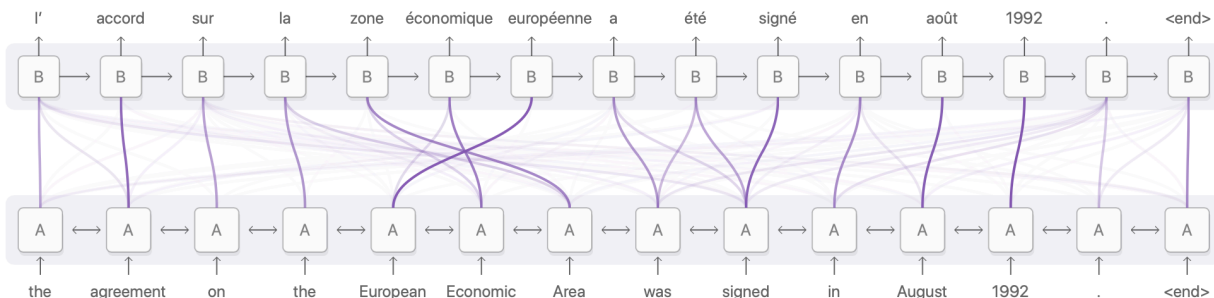 l’ accord sur la zone économique européenne a été signé en août 1992 . <end>
B B B B B B B B B B B B B B B
A A A A A A A A A A A A A A
the agreement on the European Economic Area was signed in August 1992 . <end>